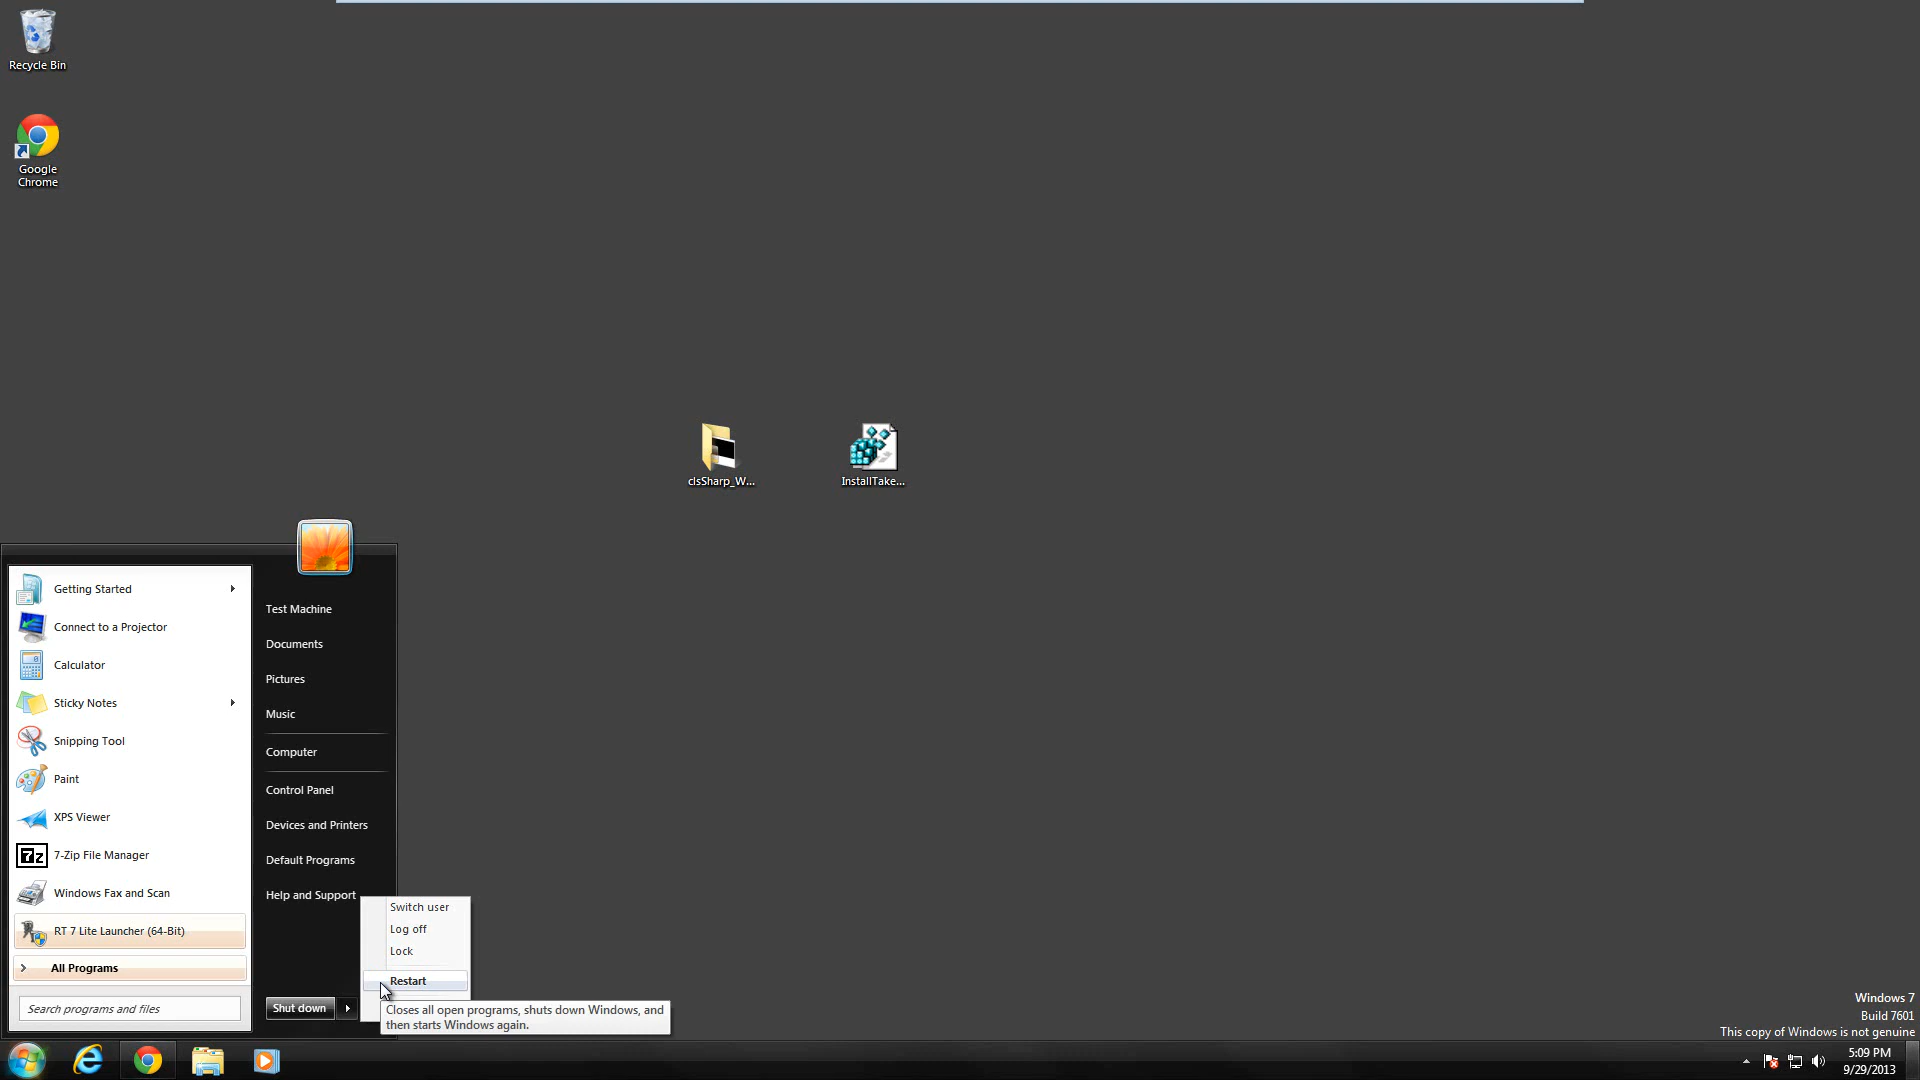 Recycle Bin
Google
Chrome
clsSharp_W...
InstallTake...
Getting Started
Connect to a Projector
Calculator
Sticky Notes
Snipping Tool
Paint
XPS Viewer
7z
7-Zip File Manager
Windows Fax and Scan
RT 7 Lite Launcher (64-Bit)
All Programs
Search programs and files
Test Machine
Documents
Pictures
Music
Computer
Control Panel
Devices and Printers
Default Programs
Help and Support
Shut down
Switch user
Log off
Lock
Restart
Closes all open programs, shuts down Windows, and
then starts Windows again.
Windows 7
Build 7601
This copy of Windows is not genuine
5:09 PM
9/29/2013